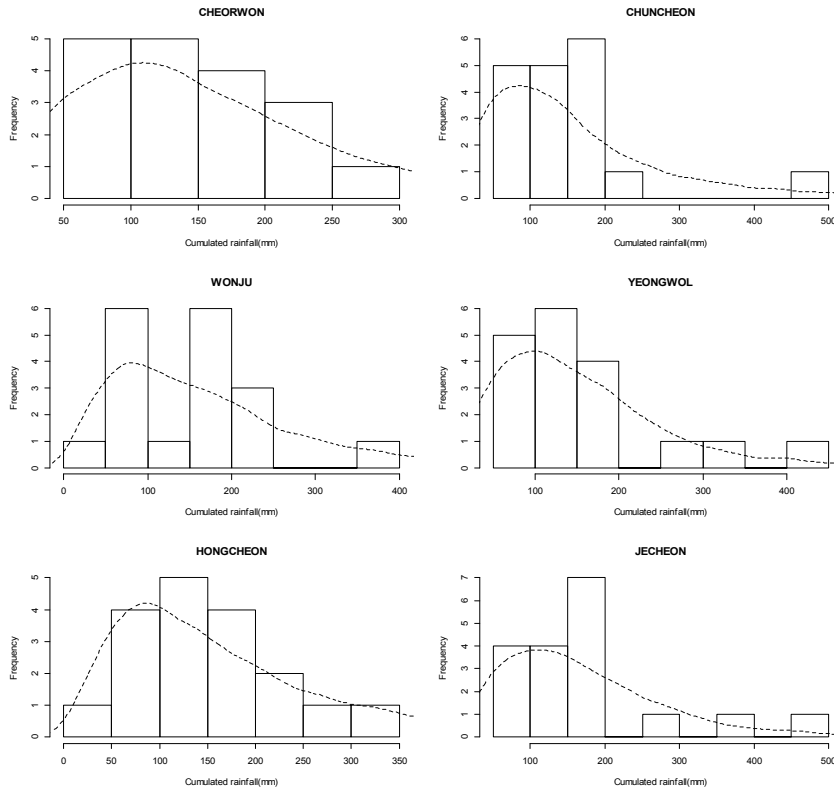 CHEORWON
Frequency
0 1 2 3 4 5
50 100 150 200 250 300
Cumulated rainfall(mm)
CHUNCHEON
Frequency
0 1 2 3 4 5 6
100 200 300 400 500
Cumulated rainfall(mm)
WONJU
Frequency
0 1 2 3 4 5 6
0 100 200 300 400
Cumulated rainfall(mm)
YEONGWOL
Frequency
0 1 2 3 4 5 6
100 200 300 400
Cumulated rainfall(mm)
HONGCHEON
Frequency
0 1 2 3 4 5
0 50 100 150 200 250 300 350
Cumulated rainfall(mm)
JECHEON
Frequency
0 1 2 3 4 5 6 7
100 200 300 400 500
Cumulated rainfall(mm)